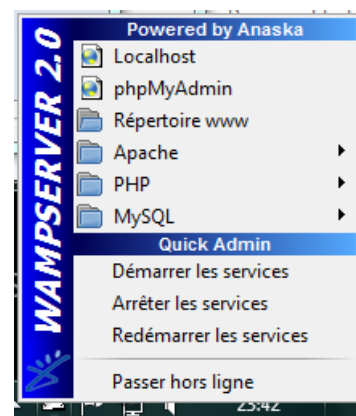 WAMPSERVER 2.0
Powered by Anaska
Localhost
phpMyAdmin
Répertoire www
Apache
PHP
MySQL
Quick Admin
Démarrer les services
Arrêter les services
Redémarrer les services
Passer hors ligne
23:42